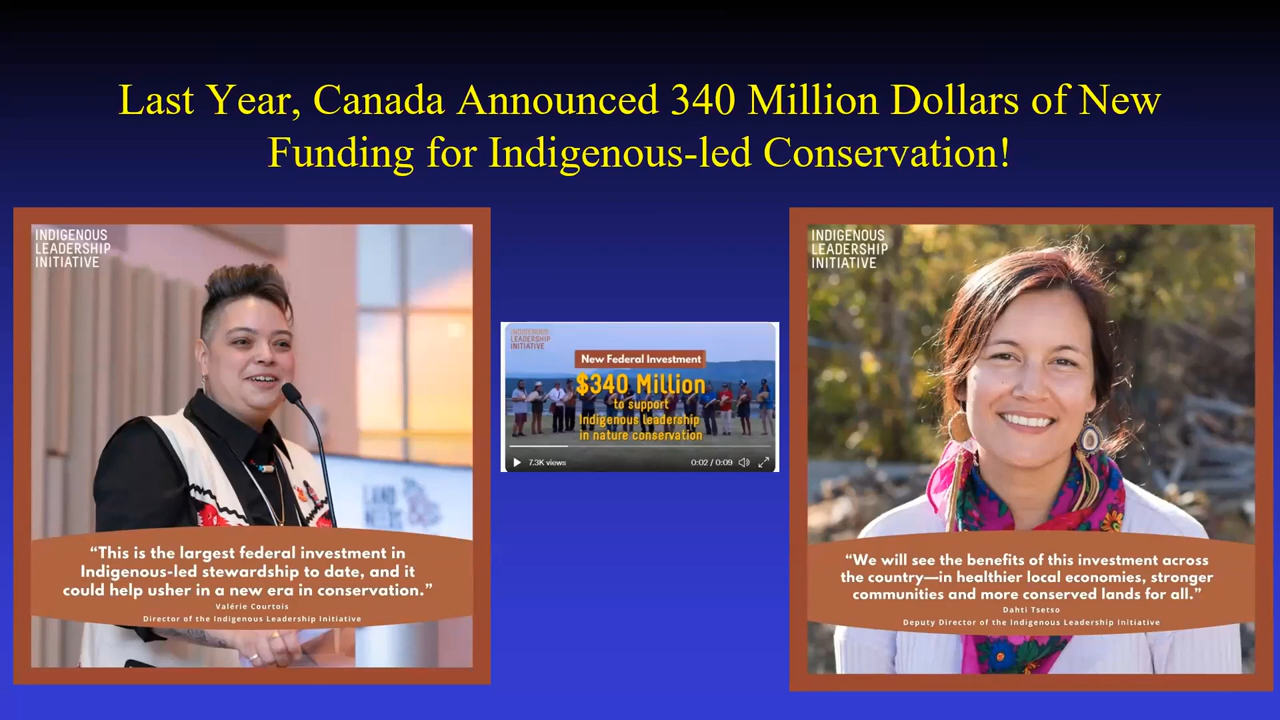 Last Year, Canada Announced 340 Million Dollars of New
Funding for Indigenous-led Conservation!
INDIGENOUS
LEADERSHIP
INITIATIVE
“This is the largest federal investment in
Indigenous-led stewardship to date, and it
could help usher in a new era in conservation.”
Valérie Courtois
Director of the Indigenous Leadership Initiative
INDIGENOUS
LEADERSHIP
INITIATIVE
New Federal Investment
$340 Million
to support
Indigenous leadership
in nature conservation
7.3K views
0:02 / 0:09
INDIGENOUS
LEADERSHIP
INITIATIVE
“We will see the benefits of this investment across
the country—in healthier local economies, stronger
communities and more conserved lands for all.”
Dahti Tsetso
Deputy Director of the Indigenous Leadership Initiative